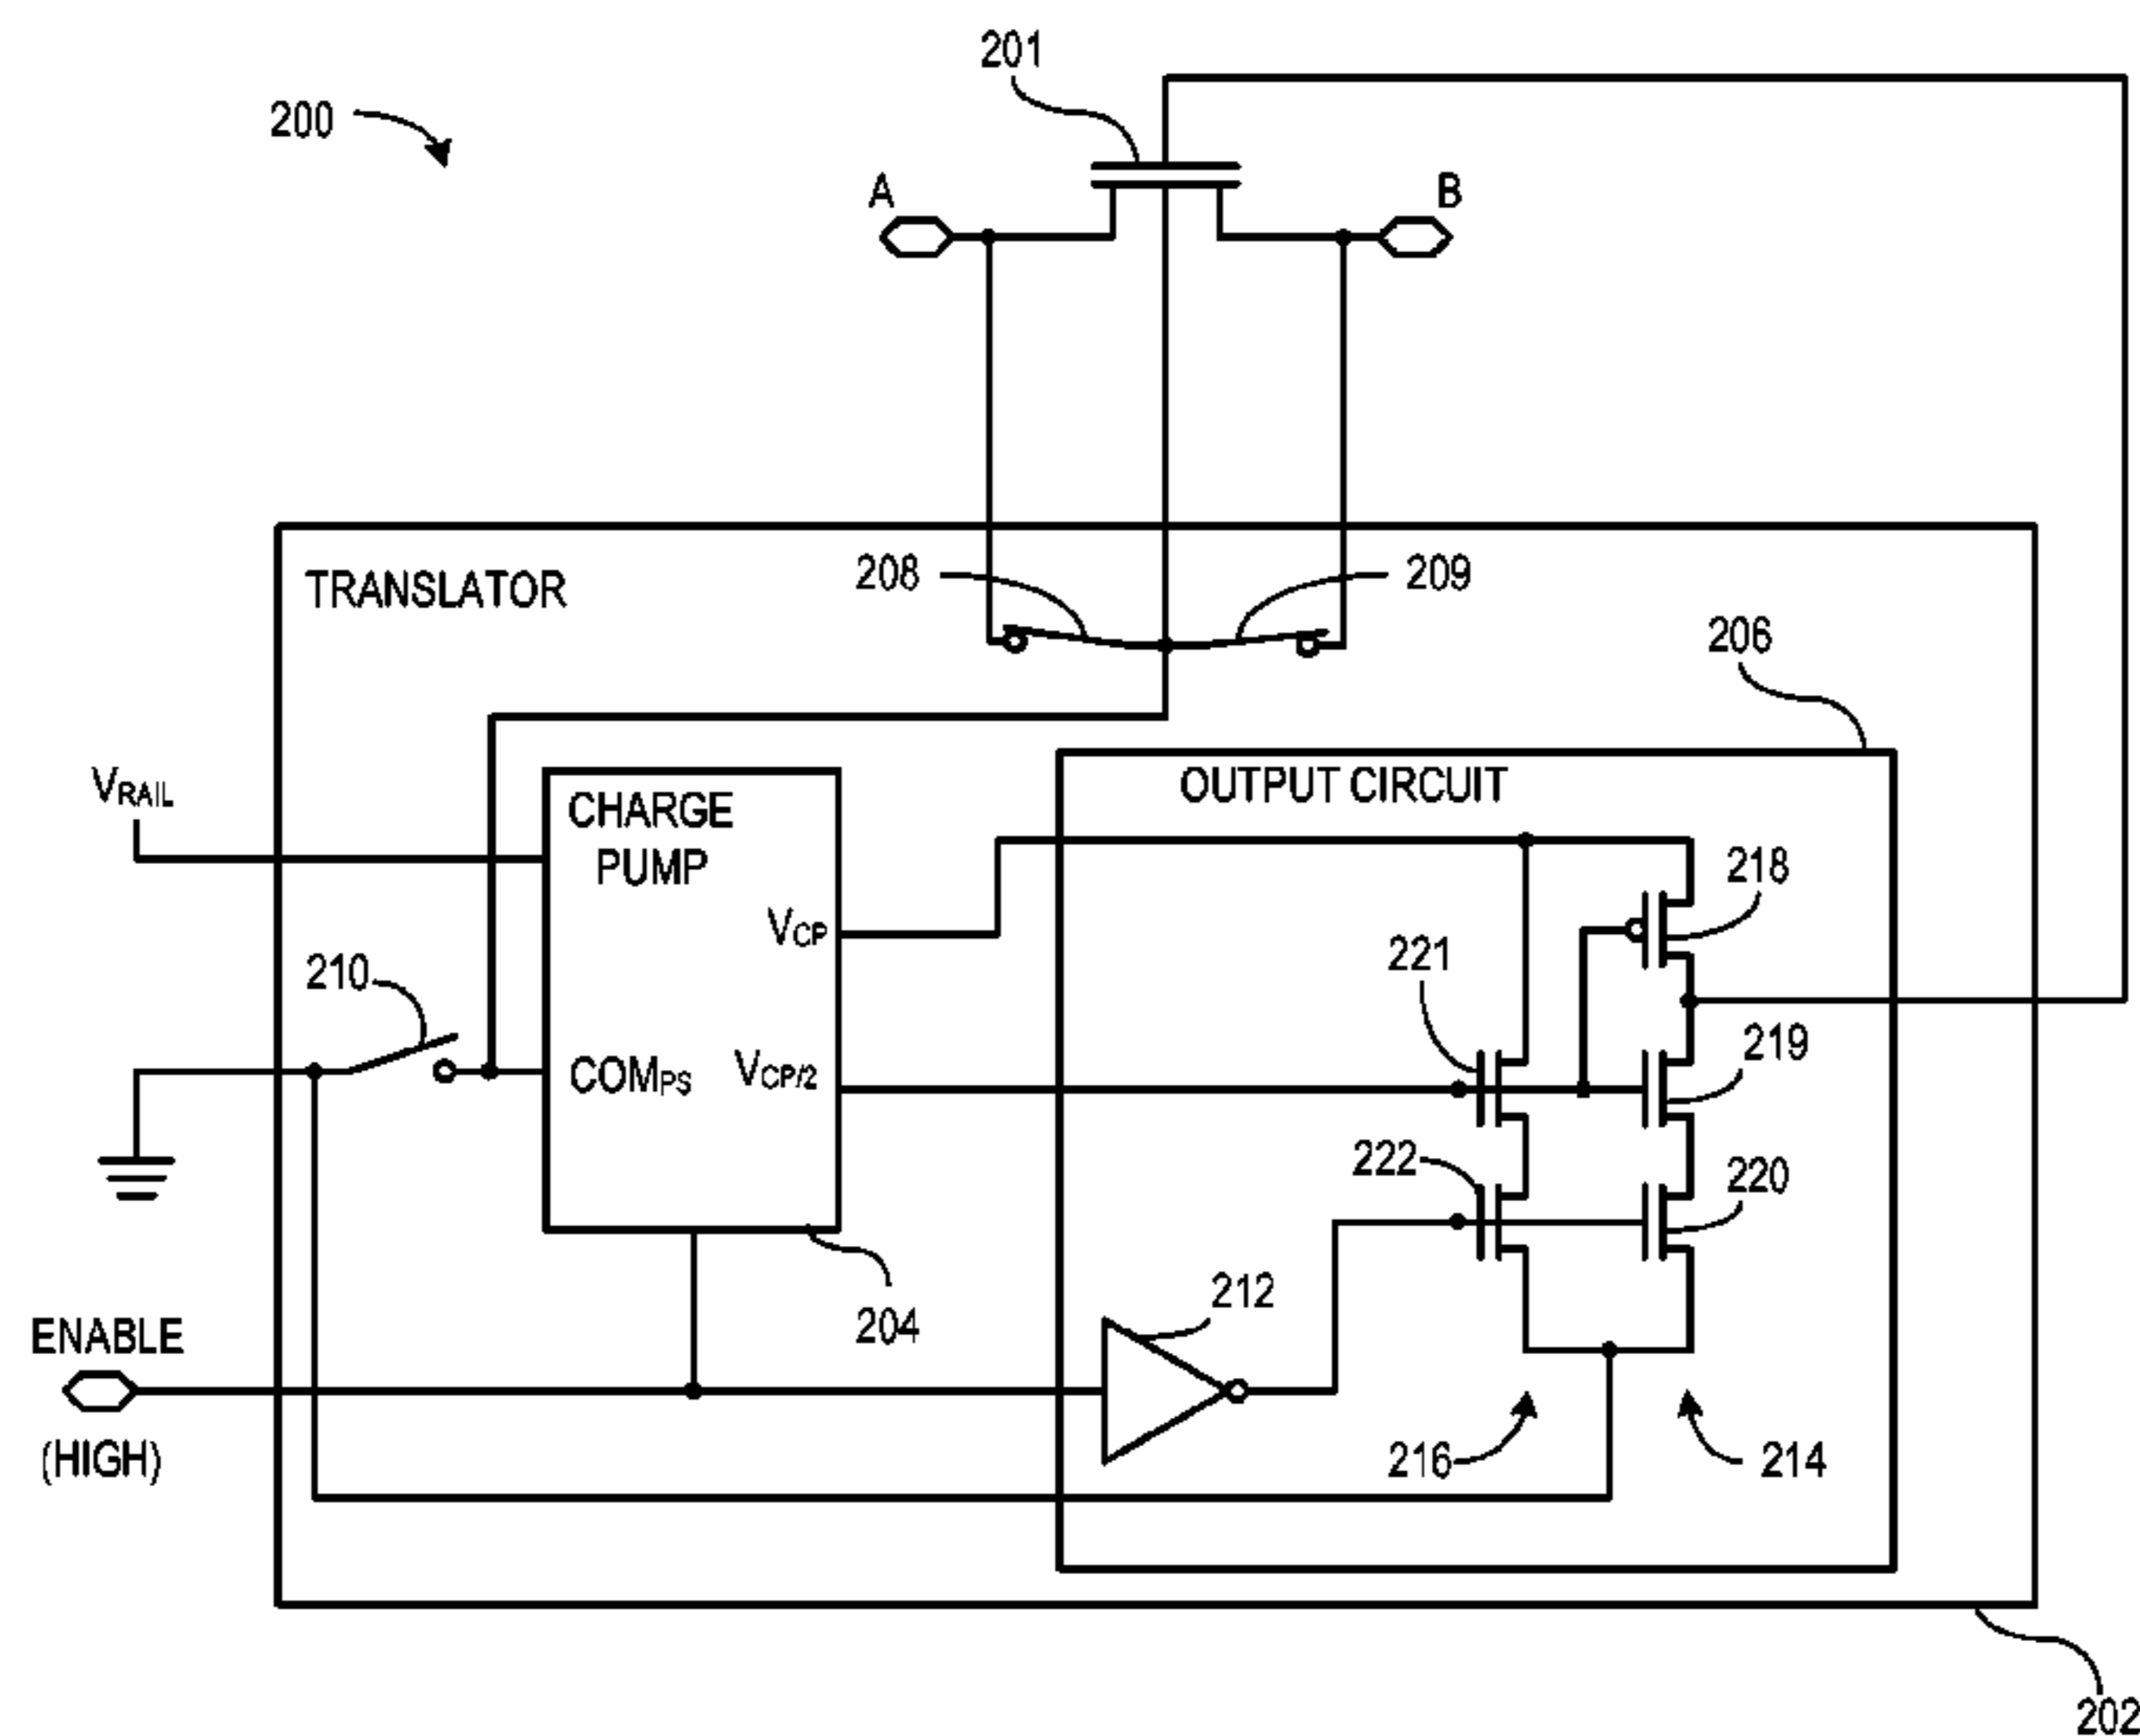 201
200
A
B
TRANSLATOR
208
209
206
VRAIL
CHARGE
PUMP
OUTPUT CIRCUIT
218
VCP
221
210
219
COMPS
VCP/2
222
220
212
204
ENABLE
(HIGH)
216
214
202